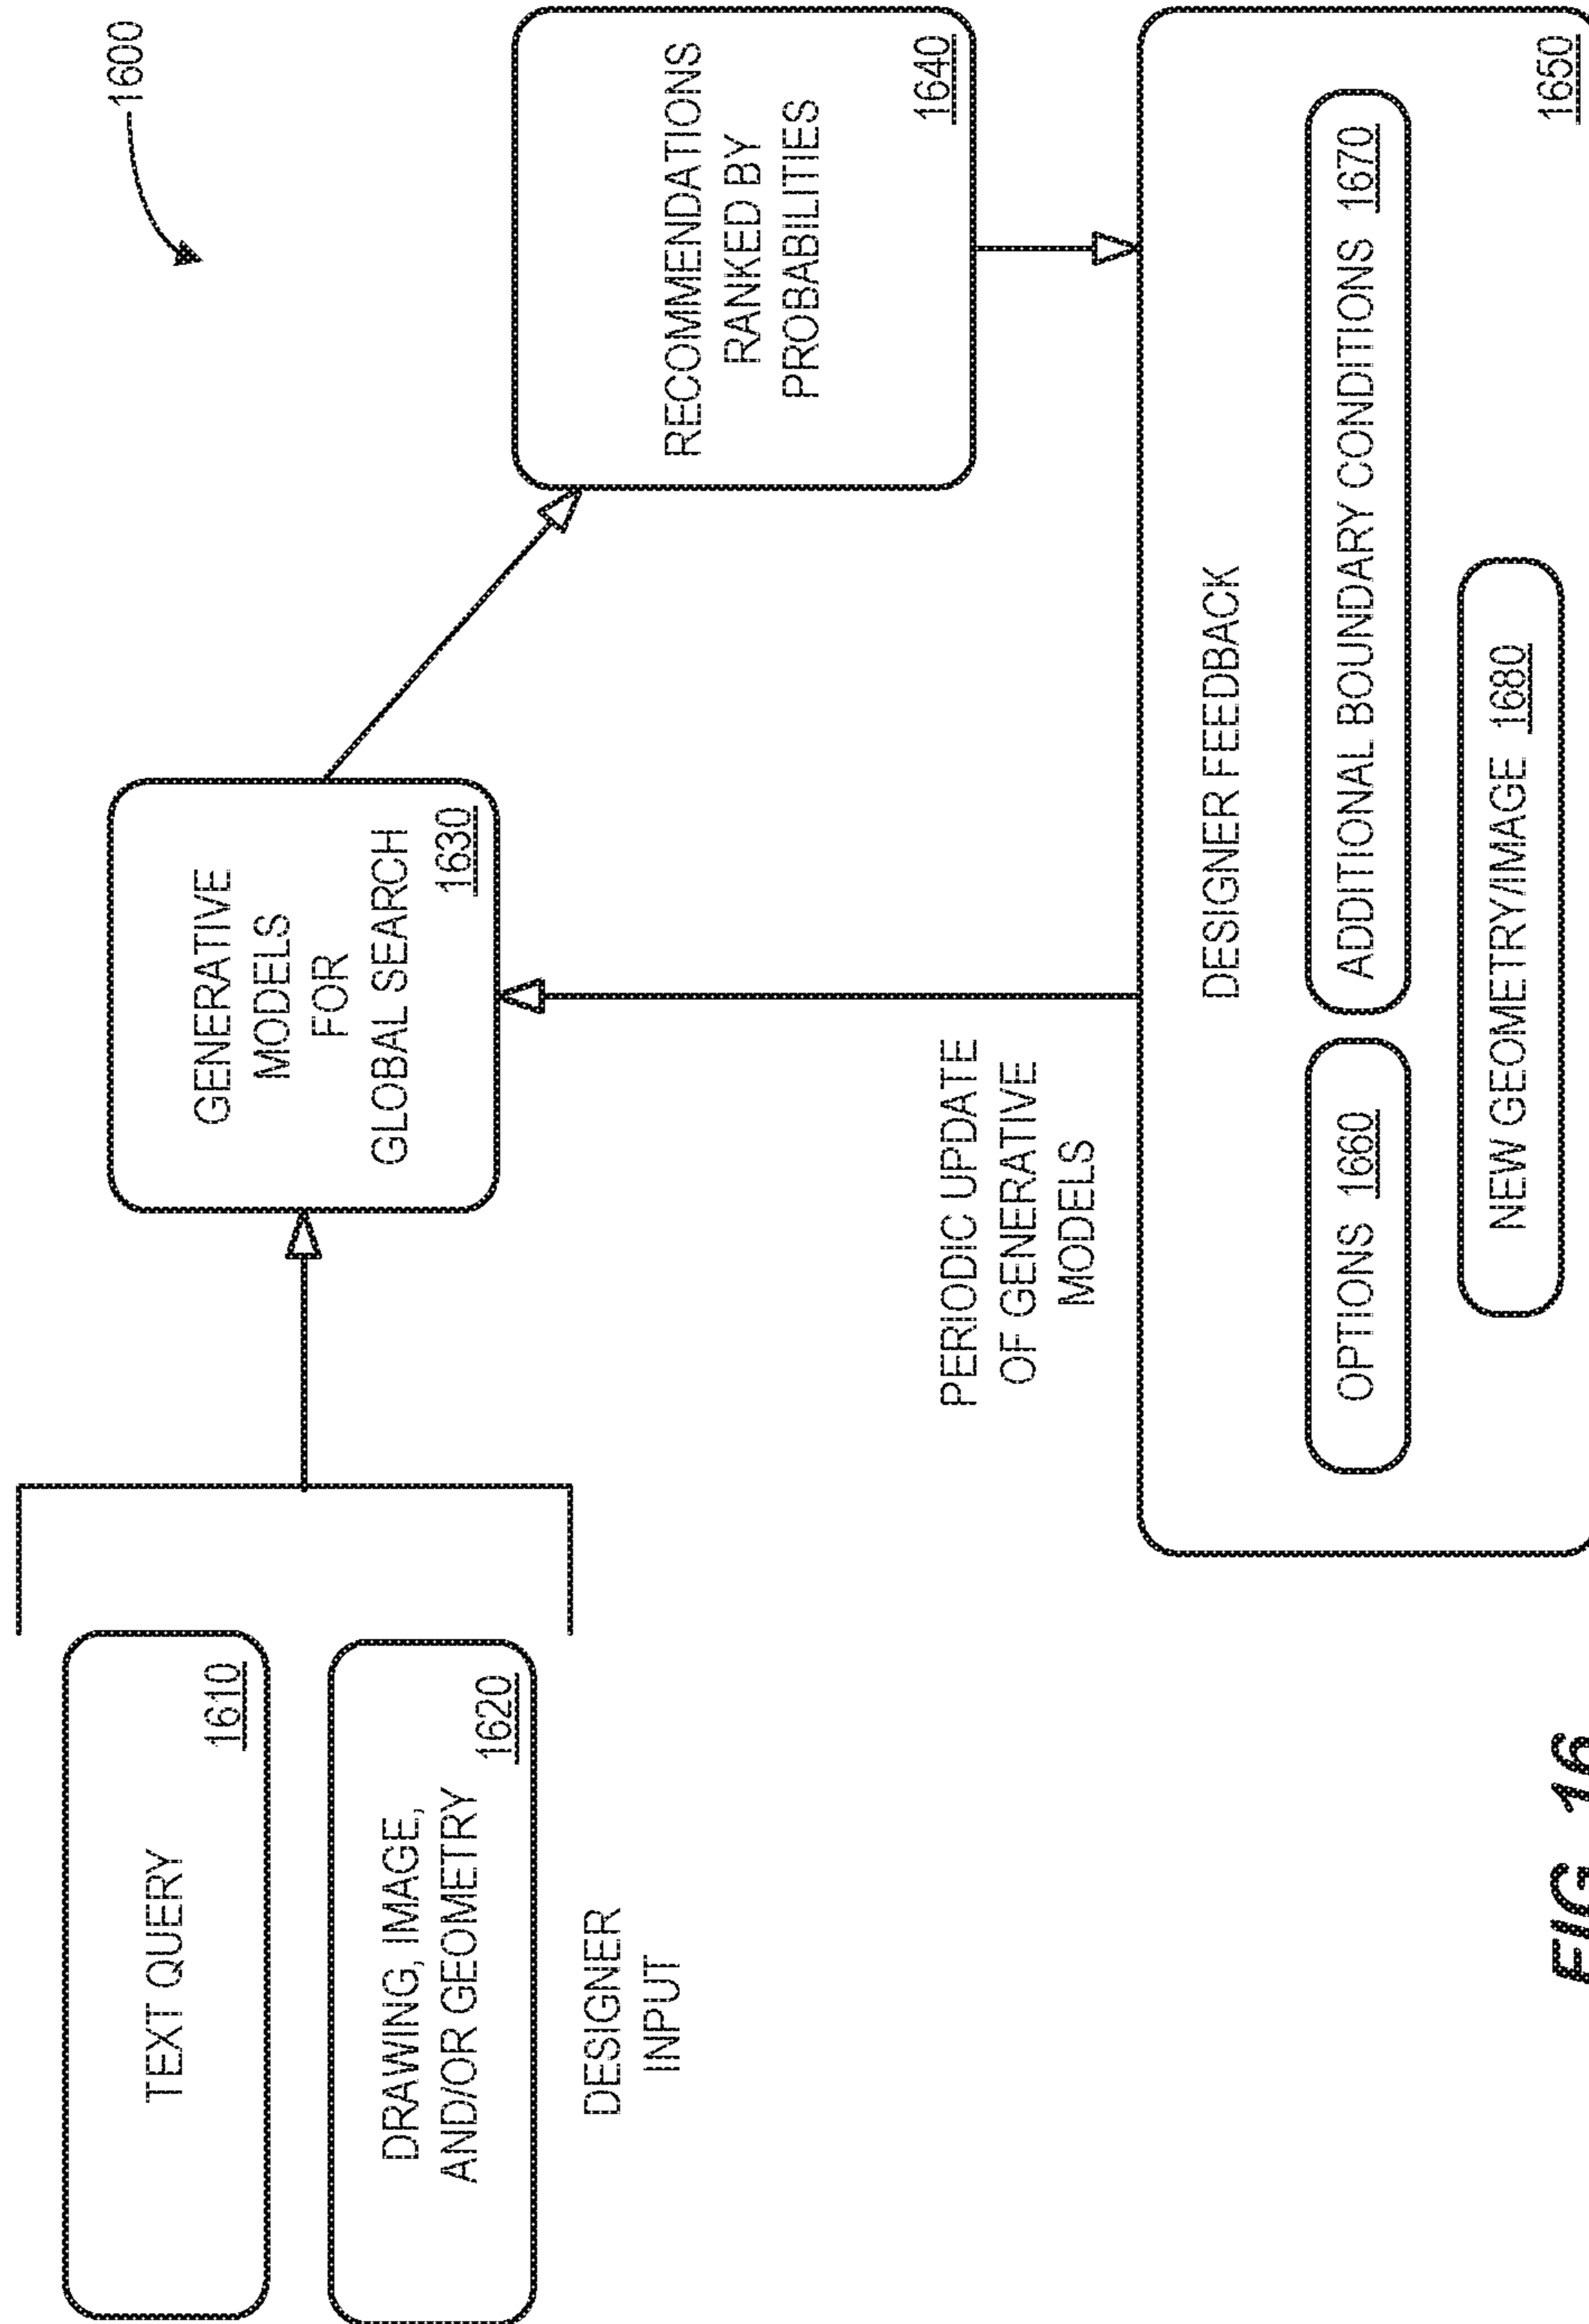 1600
TEXT QUERY
1610
DRAWING, IMAGE,
AND/OR GEOMETRY
1620
DESIGNER
INPUT
GENERATIVE
MODELS
FOR
GLOBAL SEARCH
1630
RECOMMENDATIONS
RANKED BY
PROBABILITIES
1640
PERIODIC UPDATE
OF GENERATIVE
MODELS
DESIGNER FEEDBACK
OPTIONS 1660
ADDITIONAL BOUNDARY CONDITIONS 1670
NEW GEOMETRY/IMAGE 1680
1650
FIG. 16